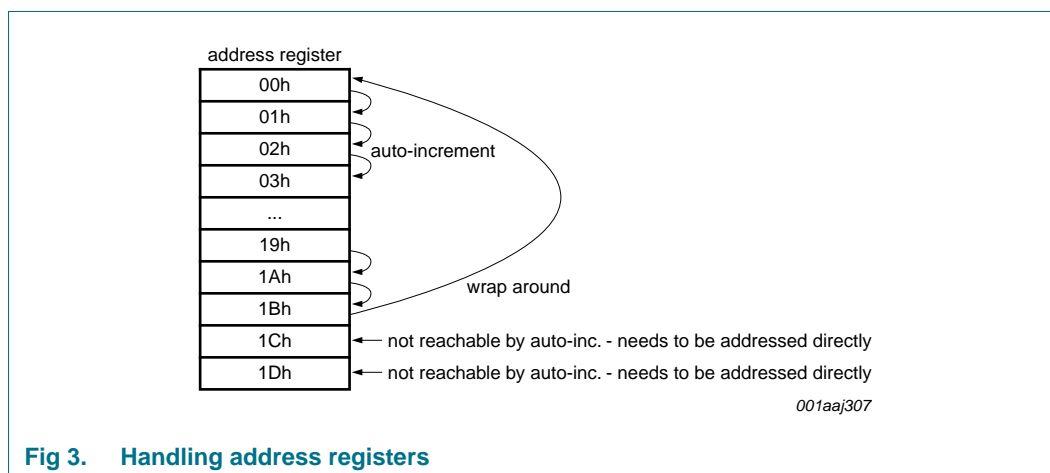 address register
00h
01h
02h
auto-increment
03h
...
19h
1Ah
wrap around
1Bh
1Ch
not reachable by auto-inc. - needs to be addressed directly
1Dh
not reachable by auto-inc. - needs to be addressed directly
001aaj307
Fig 3. Handling address registers